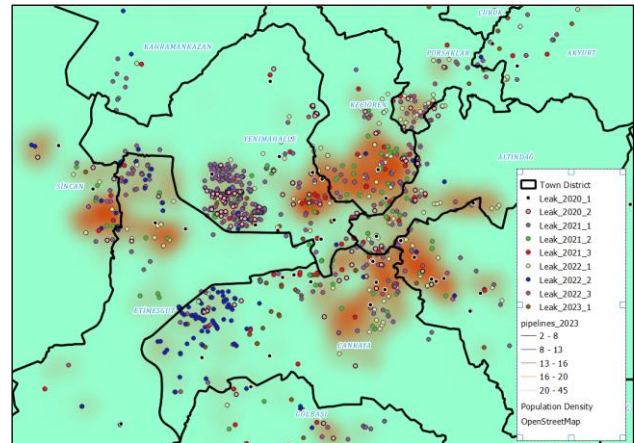 ÇUBUK
KAHRAMANKAZAN
PURSAKLAR
AKYURT
KEÇİÖREN
YENİMAHALLE
ALTINDAĞ
SİNCAN
ETİMESGUT
ÇANKAYA
GÖLBAŞI
Town District
Leak_2020_1
Leak_2020_2
Leak_2021_1
Leak_2021_2
Leak_2021_3
Leak_2022_1
Leak_2022_2
Leak_2022_3
Leak_2023_1
pipelines_2023
2 - 8
8 - 13
13 - 16
16 - 20
20 - 45
Population Density
OpenStreetMap